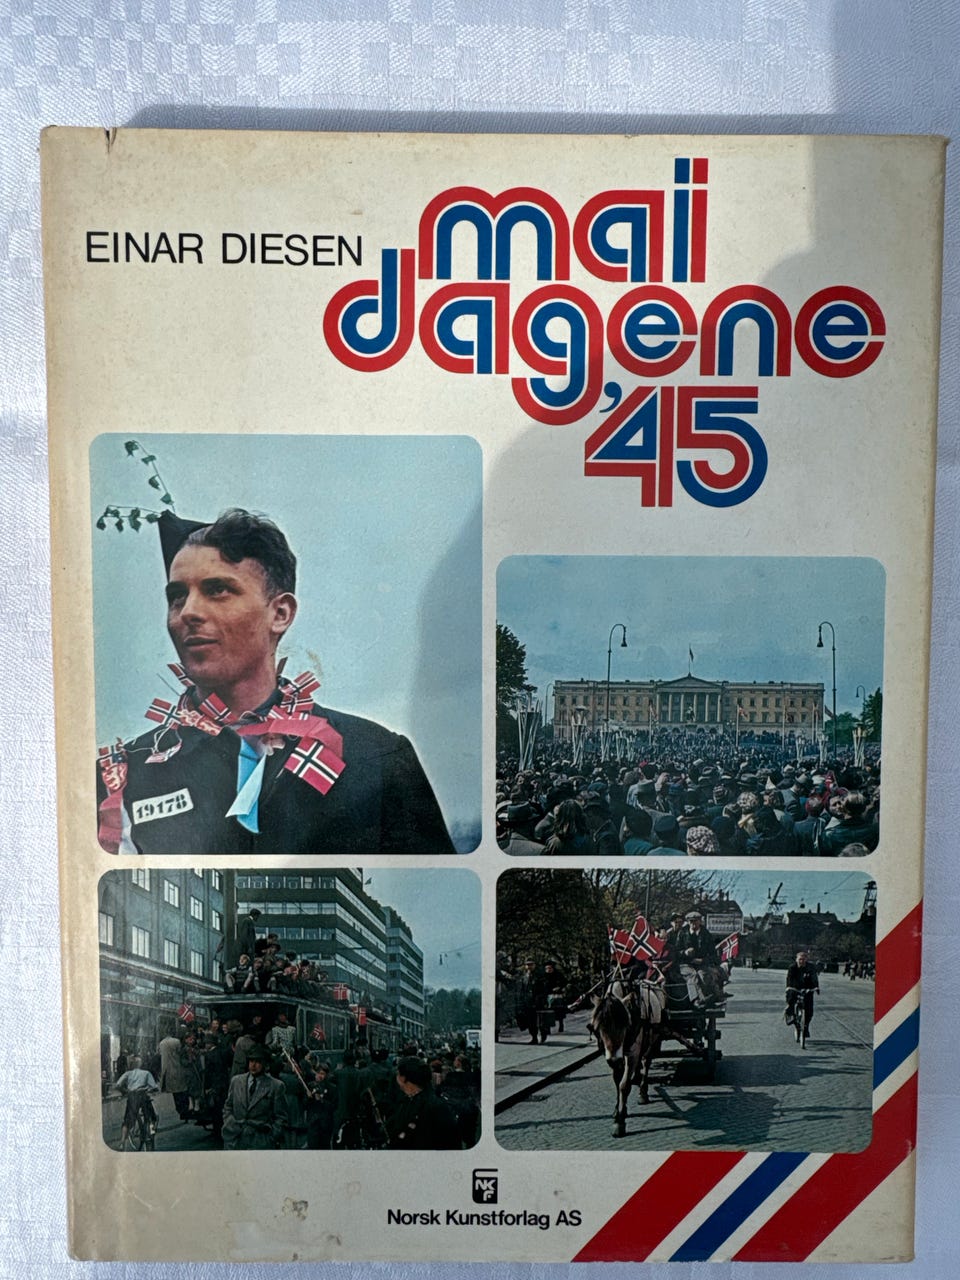 EINAR DIESEN
mai
dagene
'45
19178
NKF
Norsk Kunstforlag AS